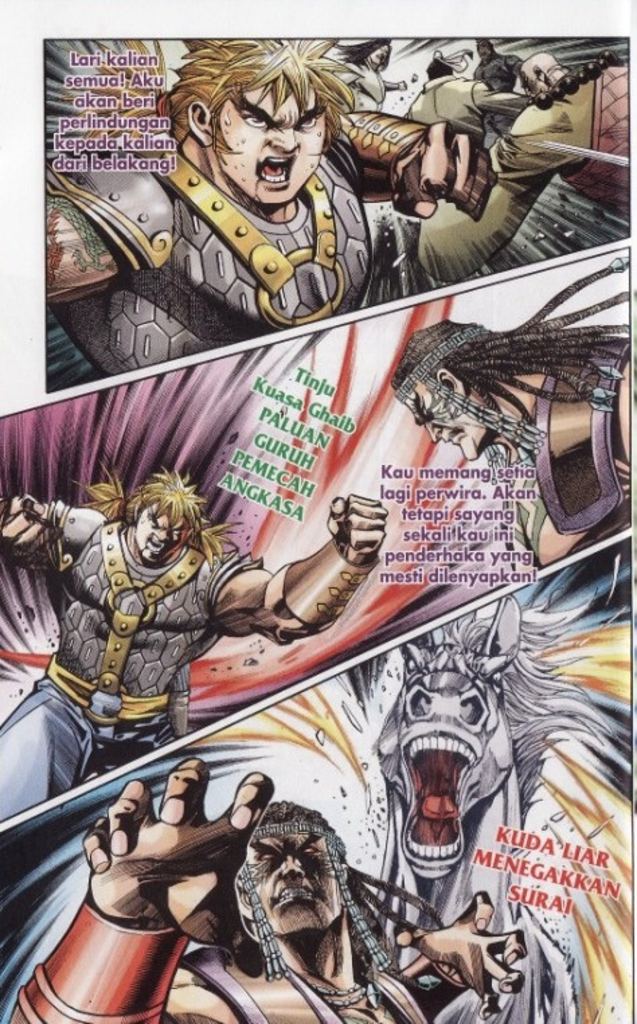 Lari kalian
semua! Aku
akan beri
perlindungan
kepada kalian
dari belakang!
Tinju
Kuasa Ghaib
PALUAN
GURUH
PEMECAH
ANGKASA
Kau memang setia
lagi perwira. Akan
tetapi sayang
sekali kau ini
penderhaka yang
mesti dilenyapkan!
KUDA LIAR
MENEGAKKAN
SURAI